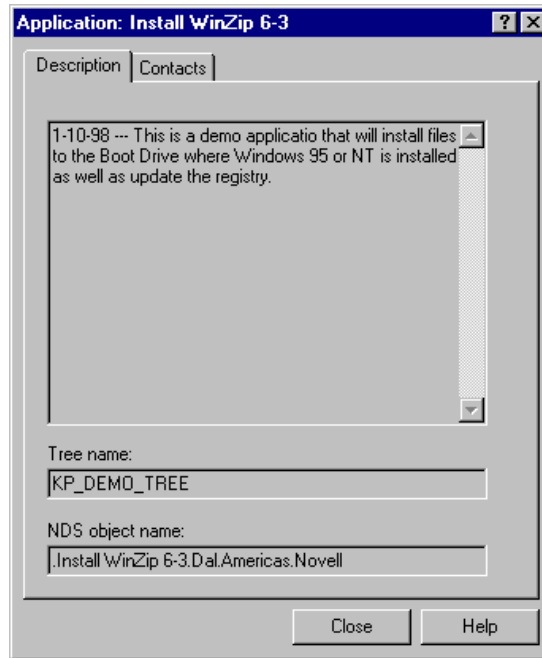 Application: Install WinZip 6-3
Description
Contacts
1-10-98 --- This is a demo applicatio that will install files
to the Boot Drive where Windows 95 or NT is installed
as well as update the registry.
Tree name:
KP_DEMO_TREE
NDS object name:
.Install WinZip 6-3.Dal.Americas.Novell
Close
Help